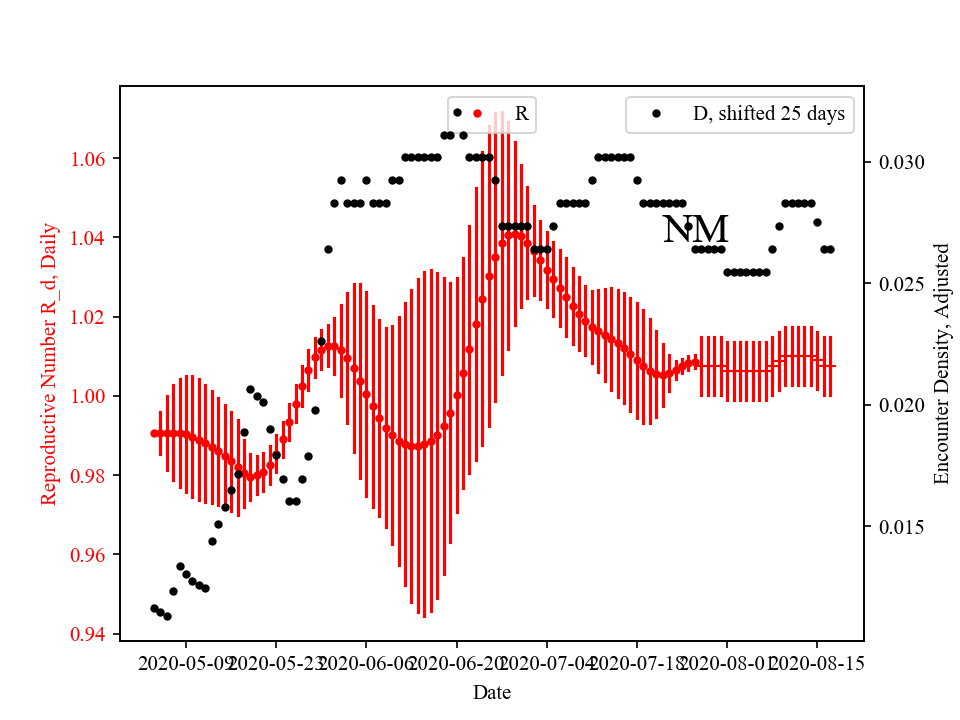 R
D, shifted 25 days
NM
Reproductive Number R_d, Daily
1.06
1.04
1.02
1.00
0.98
0.96
0.94
0.030
0.025
0.020
0.015
Encounter Density, Adjusted
2020-05-09 2020-05-23 2020-06-06 2020-06-20 2020-07-04 2020-07-18 2020-08-01 2020-08-15
Date